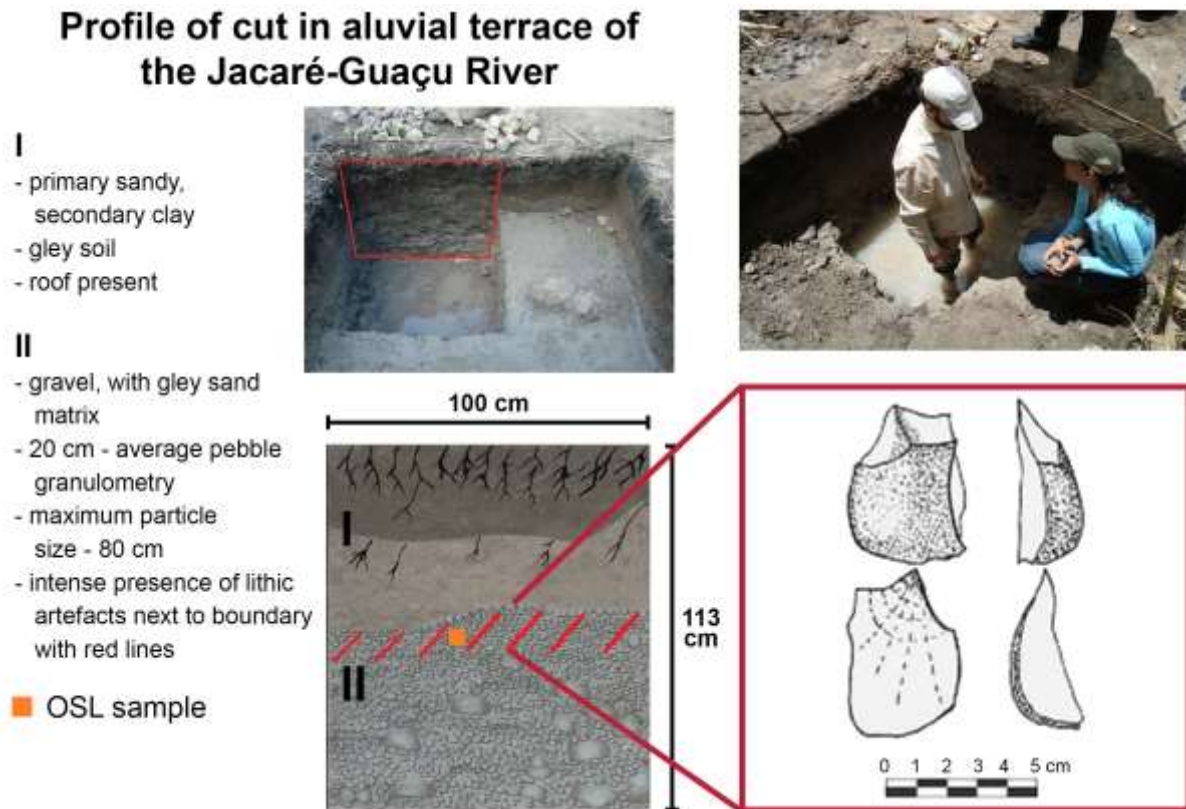 Profile of cut in aluvial terrace of
the Jacaré-Guaçu River
I
- primary sandy,
secondary clay
- gley soil
- roof present
II
- gravel, with gley sand
matrix
- 20 cm - average pebble
granulometry
- maximum particle
size - 80 cm
- intense presence of lithic
artefacts next to boundary
with red lines
OSL sample
100 cm
I
II
113
cm
0 1 2 3 4 5 cm